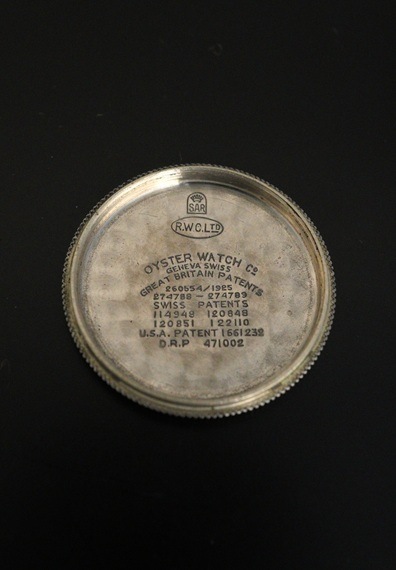 SAR
R.W.C.LTD
OYSTER WATCH Co
GENEVA SWISS
GREAT BRITAIN PATENTS
260554/1925
274788 - 274789
SWISS PATENTS
114948 120848
120851 122110
U.S.A. PATENT 1661232
D.R.P 471002